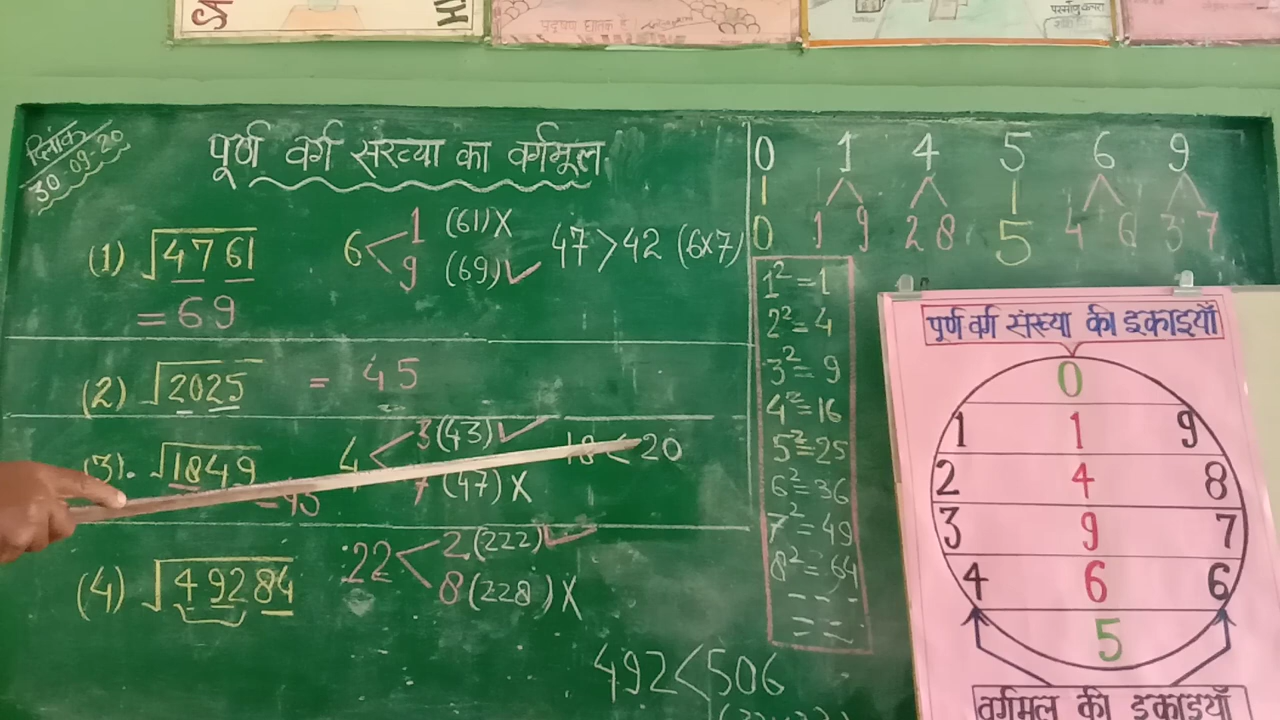 पर्यावरण
दिनांक
30-09-20
पूर्ण वर्ग संख्या का वर्गमूल
(1) √4761
= 69
6 < 1 (61) X
9 (69) ✓
47 > 42 (6x7)
(2) √2025 = 45
(3). √1849
4 < 3 (43) ✓
7 (47) X
18 < 20
(4) √49284
22 < 2 (222) ✓
8 (228) X
492 < 506
0 1 4 5 6 9
0 1 9 2 8 5 4 6 3 7
1² = 1
2² = 4
3² = 9
4² = 16
5² = 25
6² = 36
7² = 49
8² = 64
पूर्ण वर्ग संख्या की इकाइयाँ
0
1 1 9
2 4 8
3 9 7
4 6 6
5
वर्गमूल की इकाइयाँ